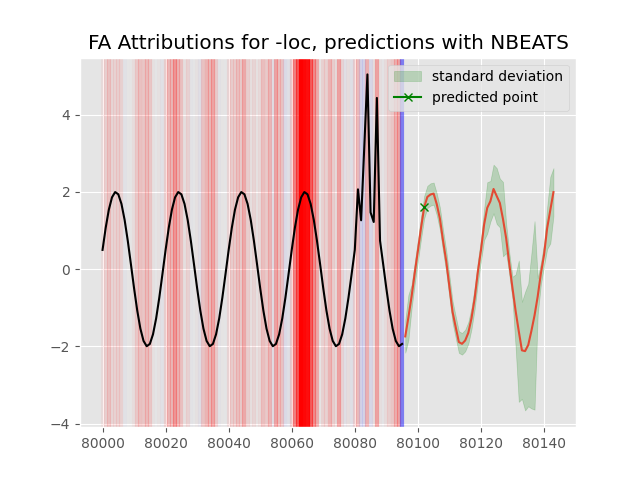 FA Attributions for -loc, predictions with NBEATS
standard deviation
predicted point
4
2
0
−2
−4
80000 80020 80040 80060 80080 80100 80120 80140